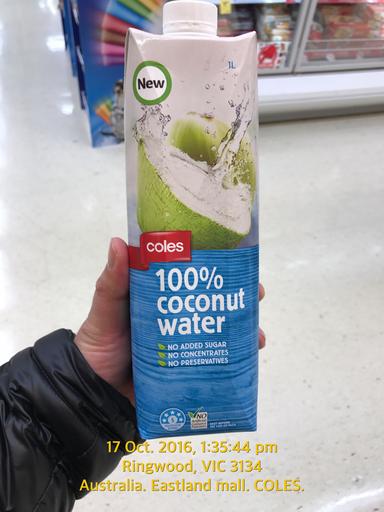 1L
New
coles
100%
coconut
water
NO ADDED SUGAR
NO CONCENTRATES
NO PRESERVATIVES
NO
17 Oct. 2016, 1:35:44 pm
Ringwood, VIC 3134
Australia. Eastland mall. COLES.